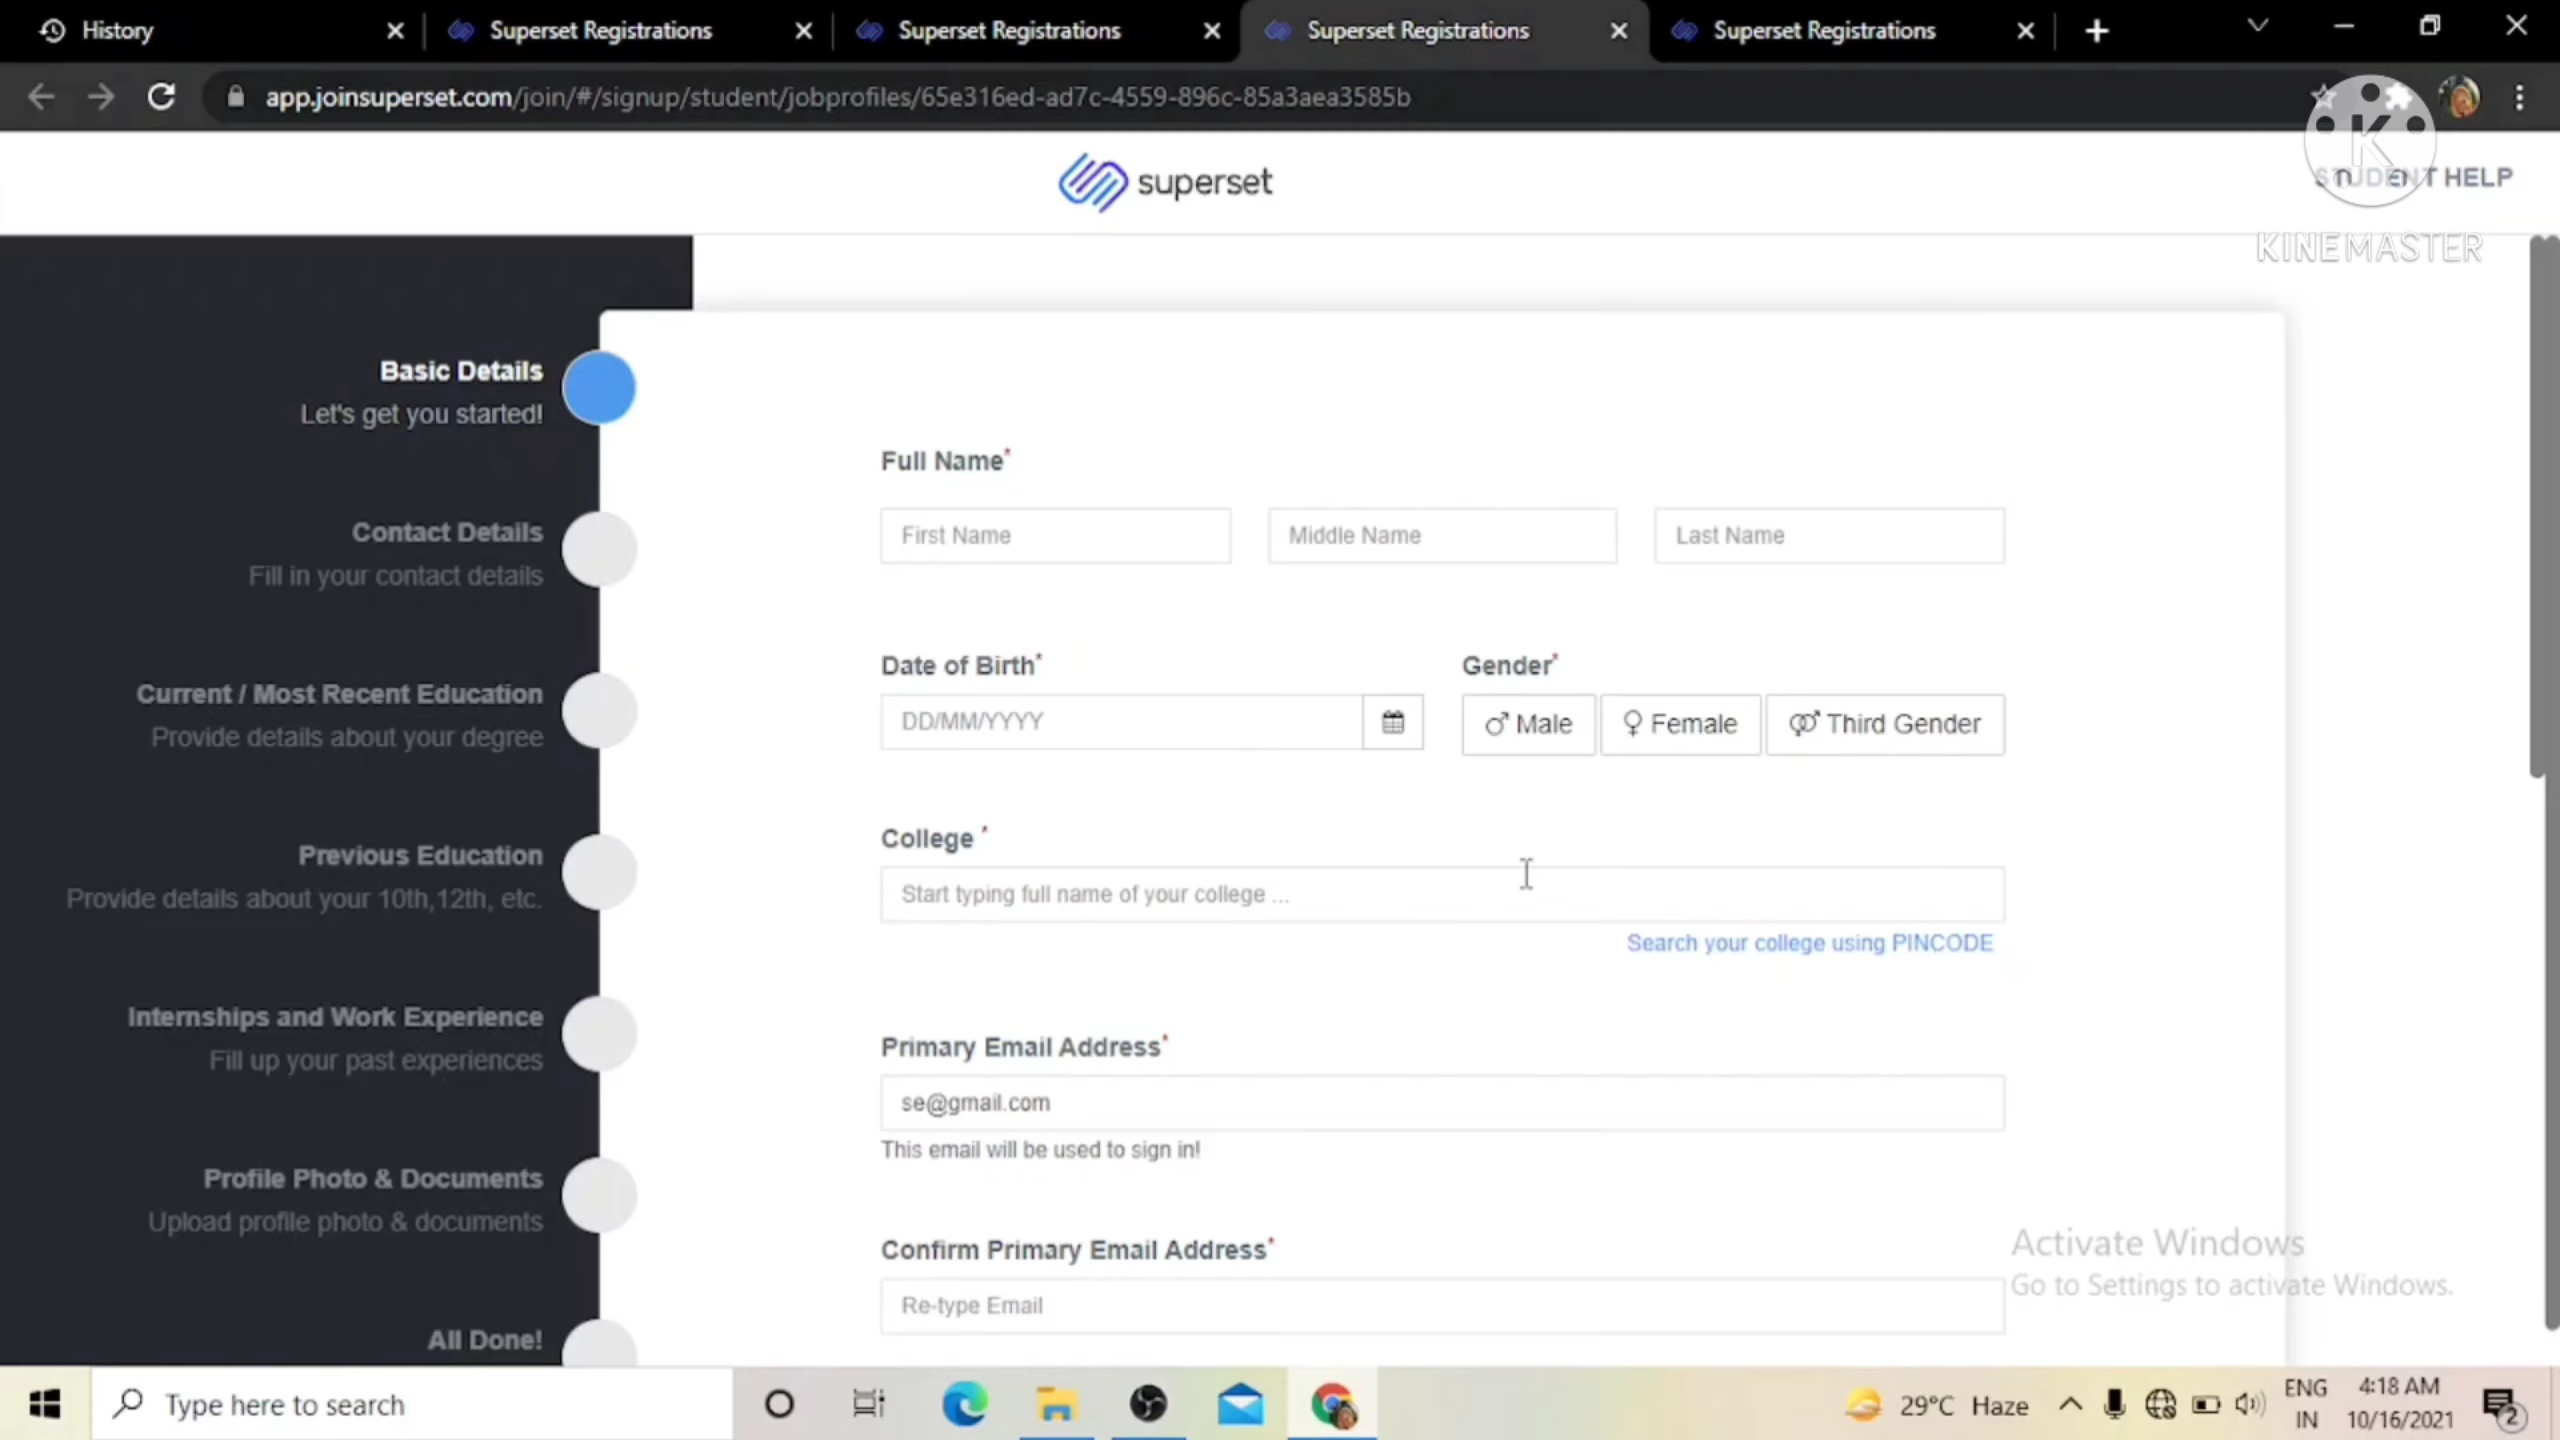 History
Superset Registrations
Superset Registrations
Superset Registrations
Superset Registrations
app.joinsuperset.com/join/#/signup/student/jobprofiles/65e316ed-ad7c-4559-896c-85a3aea3585b
superset
STUDENT HELP
K
KINEMASTER
Basic Details
Let's get you started!
Contact Details
Fill in your contact details
Current / Most Recent Education
Provide details about your degree
Previous Education
Provide details about your 10th,12th, etc.
Internships and Work Experience
Fill up your past experiences
Profile Photo & Documents
Upload profile photo & documents
All Done!
Full Name*
First Name
Middle Name
Last Name
Date of Birth*
DD/MM/YYYY
Gender*
Male
Female
Third Gender
College *
Start typing full name of your college ...
Search your college using PINCODE
Primary Email Address*
se@gmail.com
This email will be used to sign in!
Confirm Primary Email Address*
Re-type Email
Activate Windows
Go to Settings to activate Windows.
Type here to search
29°C Haze
ENG
IN
4:18 AM
10/16/2021
2